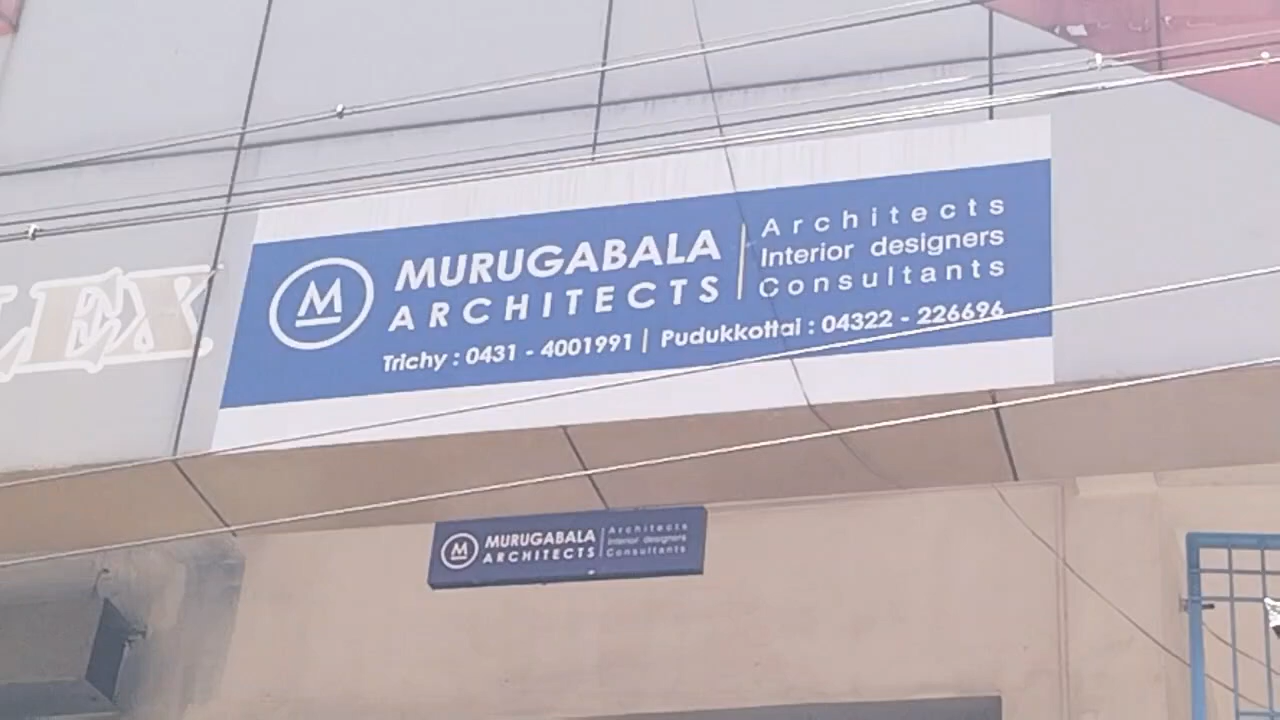 M
MURUGABALA
ARCHITECTS
Architects
Interior designers
Consultants
Trichy : 0431 - 4001991 | Pudukkottai : 04322 - 226696
M
MURUGABALA
ARCHITECTS
Architects
Interior designers
Consultants